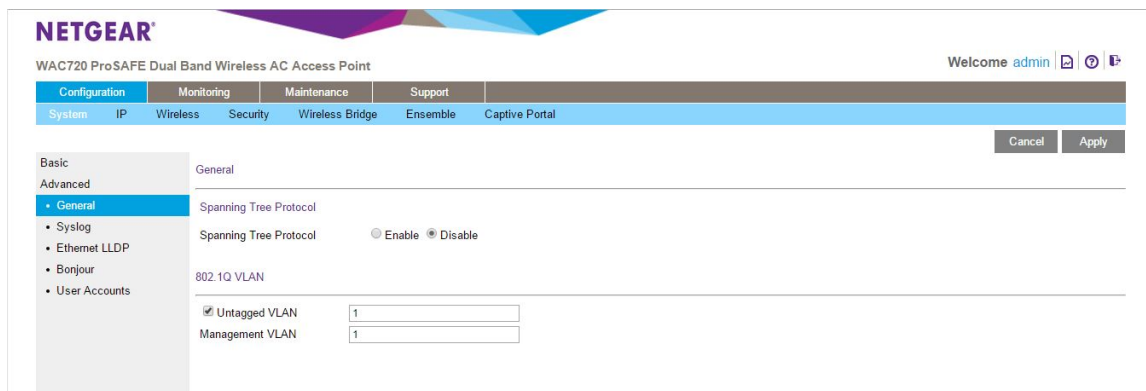 NETGEAR®
WAC720 ProSAFE Dual Band Wireless AC Access Point
Welcome admin
Configuration Monitoring Maintenance Support
System IP Wireless Security Wireless Bridge Ensemble Captive Portal
Cancel Apply
Basic
Advanced
• General
• Syslog
• Ethernet LLDP
• Bonjour
• User Accounts
General
Spanning Tree Protocol
Spanning Tree Protocol Enable Disable
802.1Q VLAN
Untagged VLAN 1
Management VLAN 1